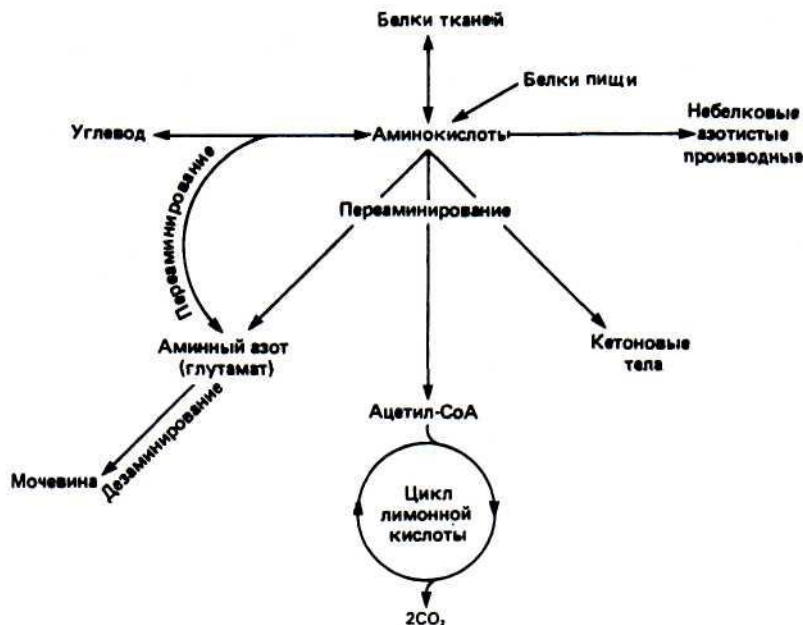 Белки тканей
Белки пищи
Углевод
Аминокислоты
Небелковые
азотистые
производные
Переаминирование
Переаминирование
Аминный азот
(глутамат)
Кетоновые
тела
Дезаминирование
Ацетил-СоА
Мочевина
Цикл
лимонной
кислоты
2CO₂